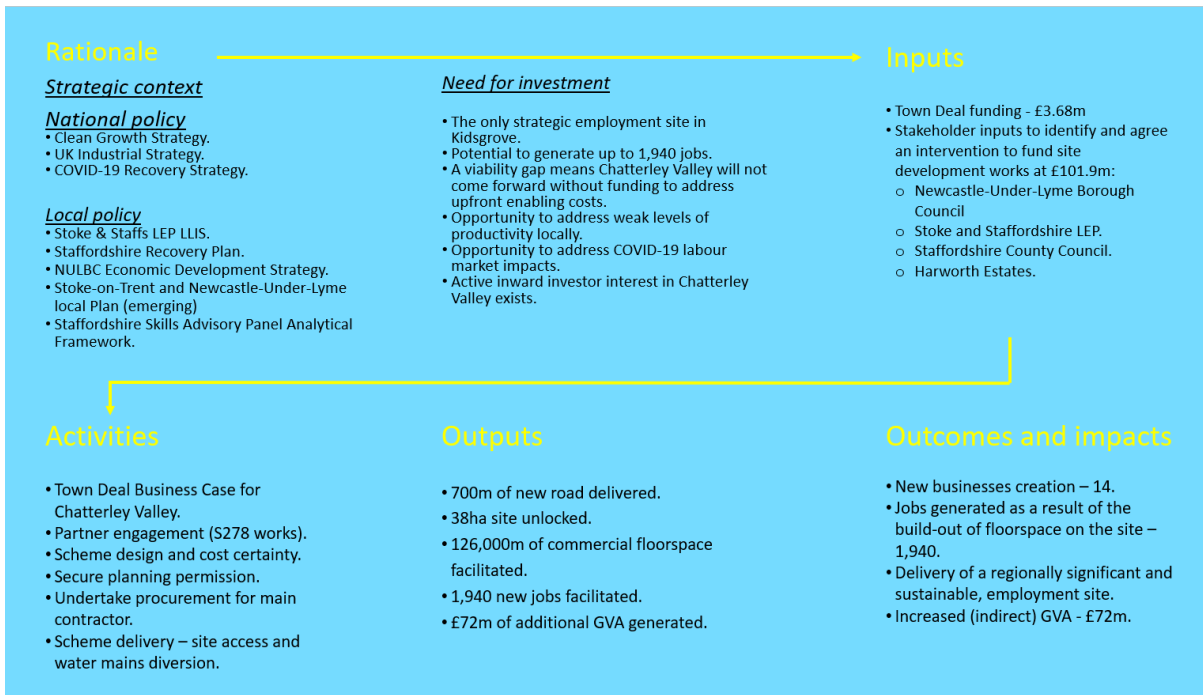 Rationale
Strategic context
National policy
• Clean Growth Strategy.
• UK Industrial Strategy.
• COVID-19 Recovery Strategy.
Local policy
• Stoke & Staffs LEP LLIS.
• Staffordshire Recovery Plan.
• NULBC Economic Development Strategy.
• Stoke-on-Trent and Newcastle-Under-Lyme
local Plan (emerging)
• Staffordshire Skills Advisory Panel Analytical
Framework.
Need for investment
• The only strategic employment site in
Kidsgrove.
• Potential to generate up to 1,940 jobs.
• A viability gap means Chatterley Valley will not
come forward without funding to address
upfront enabling costs.
• Opportunity to address weak levels of
productivity locally.
• Opportunity to address COVID-19 labour
market impacts.
• Active inward investor interest in Chatterley
Valley exists.
Inputs
• Town Deal funding - £3.68m
• Stakeholder inputs to identify and agree
an intervention to fund site
development works at £101.9m:
o Newcastle-Under-Lyme Borough
Council
o Stoke and Staffordshire LEP.
o Staffordshire County Council.
o Harworth Estates.
Activities
• Town Deal Business Case for
Chatterley Valley.
• Partner engagement (S278 works).
• Scheme design and cost certainty.
• Secure planning permission.
• Undertake procurement for main
contractor.
• Scheme delivery – site access and
water mains diversion.
Outputs
• 700m of new road delivered.
• 38ha site unlocked.
• 126,000m of commercial floorspace
facilitated.
• 1,940 new jobs facilitated.
• £72m of additional GVA generated.
Outcomes and impacts
• New businesses creation – 14.
• Jobs generated as a result of the
build-out of floorspace on the site –
1,940.
• Delivery of a regionally significant and
sustainable, employment site.
• Increased (indirect) GVA - £72m.